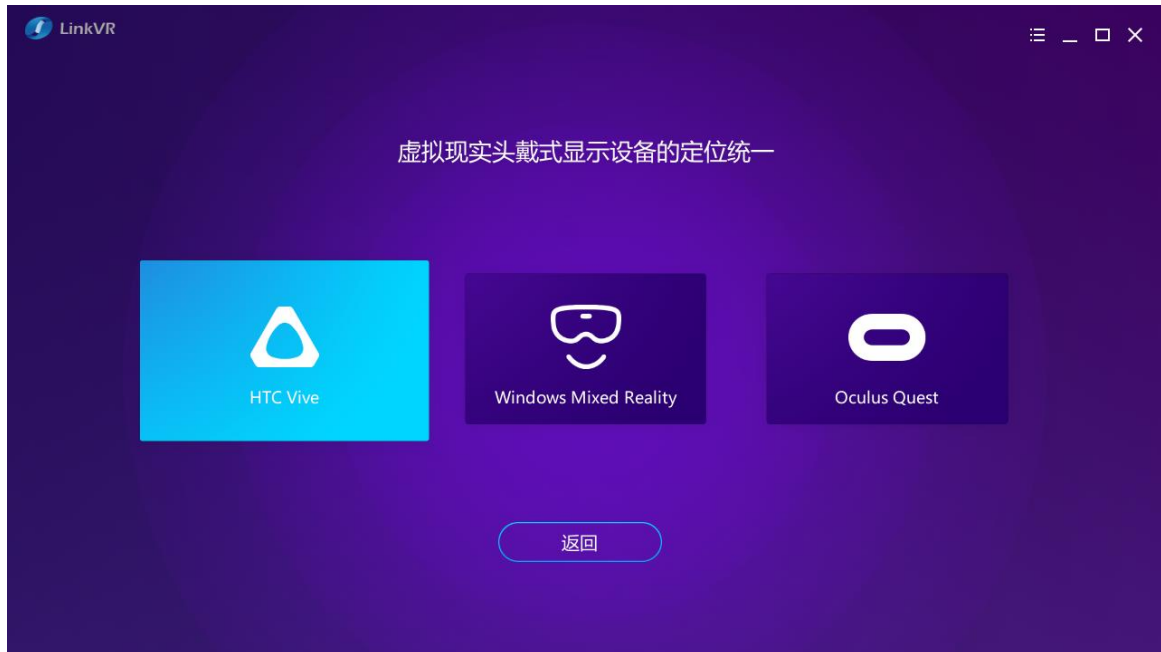 LinkVR
虚拟现实头戴式显示设备的定位统一
HTC Vive
Windows Mixed Reality
Oculus Quest
返回